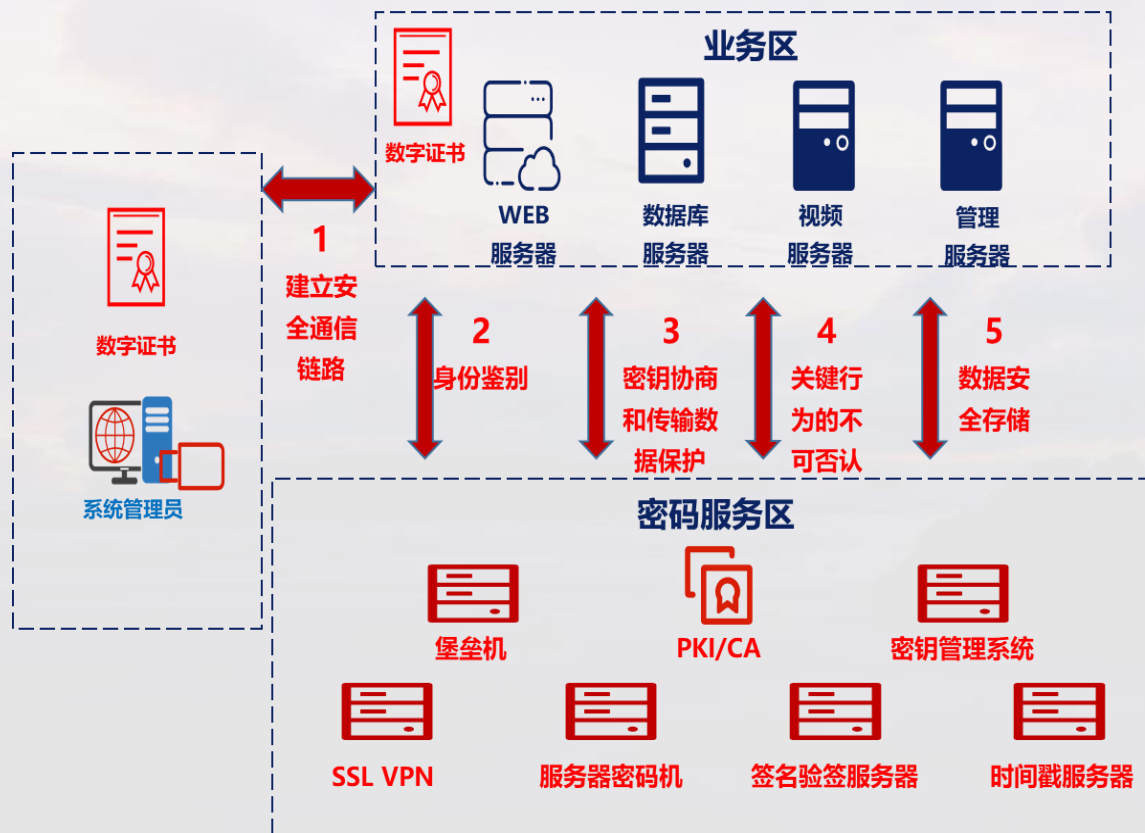 业务区
数字证书
WEB
服务器
数据库
服务器
视频
服务器
管理
服务器
数字证书
系统管理员
1
建立安
全通信
链路
2
身份鉴别
3
密钥协商
和传输数
据保护
4
关键行
为的不
可否认
5
数据安
全存储
密码服务区
堡垒机
PKI/CA
密钥管理系统
SSL VPN
服务器密码机
签名验签服务器
时间戳服务器